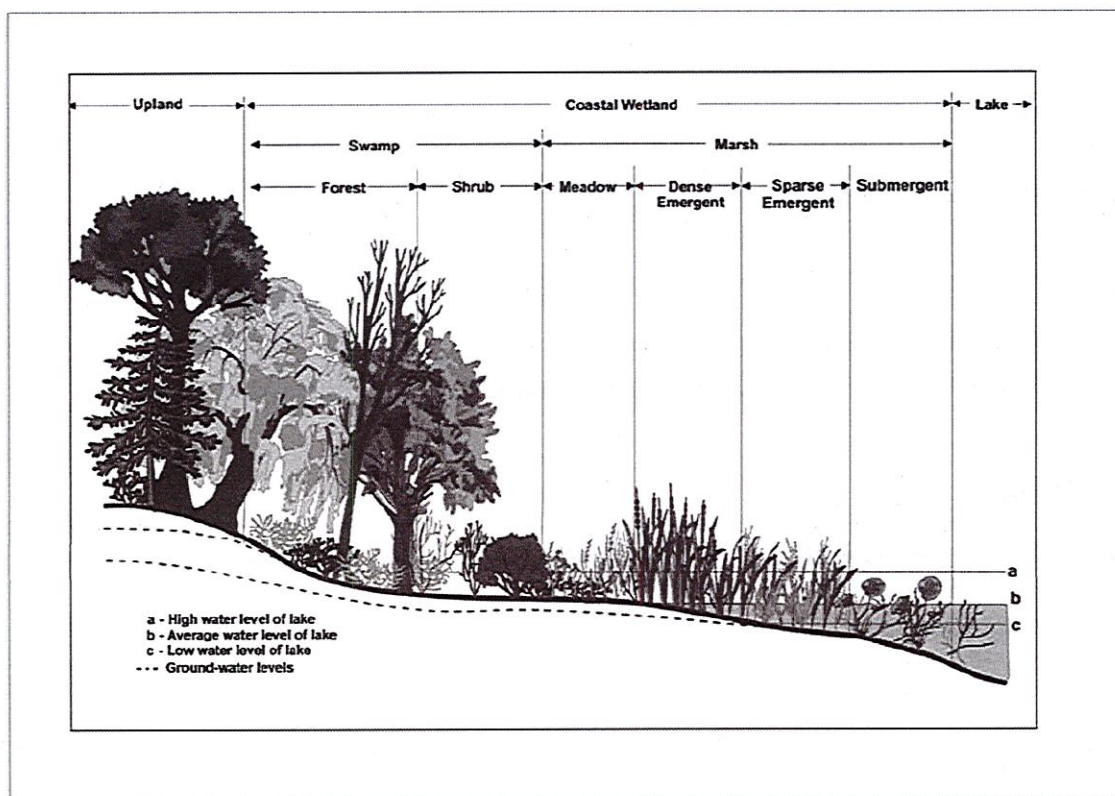 Upland Coastal Wetland Lake
Swamp Marsh
Forest Shrub Meadow Dense Emergent Sparse Emergent Submergent
a
b
c
a - High water level of lake
b - Average water level of lake
c - Low water level of lake
--- Ground-water levels